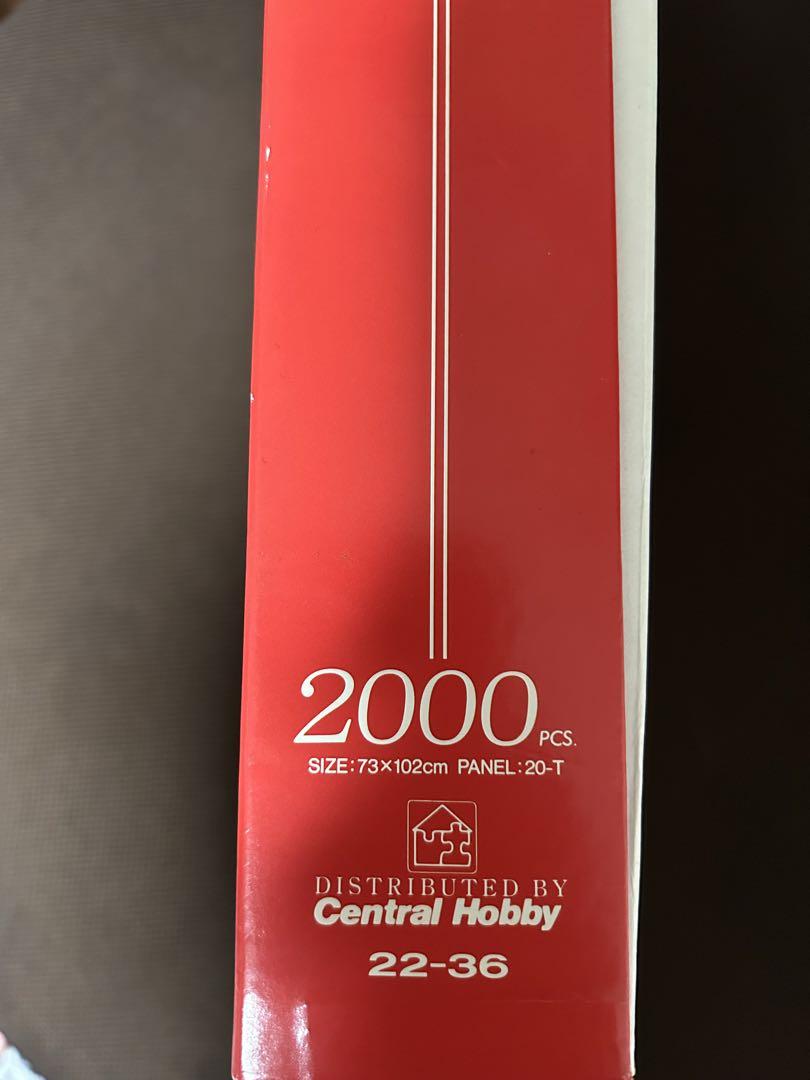 2000 PCS.
SIZE:73×102cm PANEL:20-T
DISTRIBUTED BY
Central Hobby
22-36